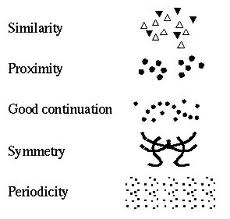 Similarity
Proximity
Good continuation
Symmetry
Periodicity